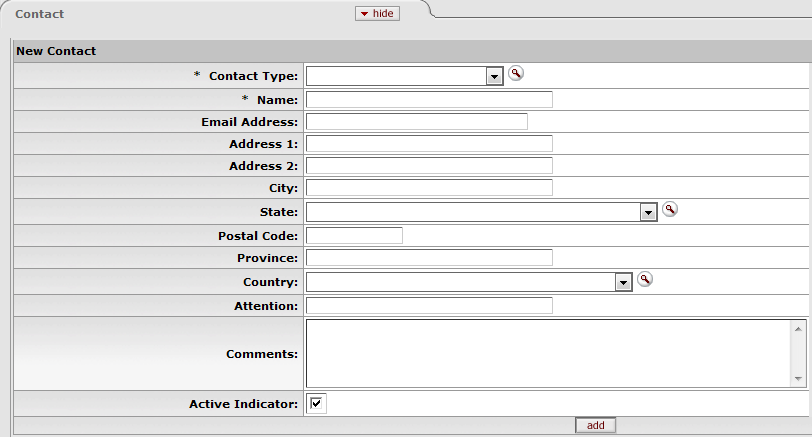 Contact
hide
New Contact
* Contact Type:
* Name:
Email Address:
Address 1:
Address 2:
City:
State:
Postal Code:
Province:
Country:
Attention:
Comments:
Active Indicator:
add